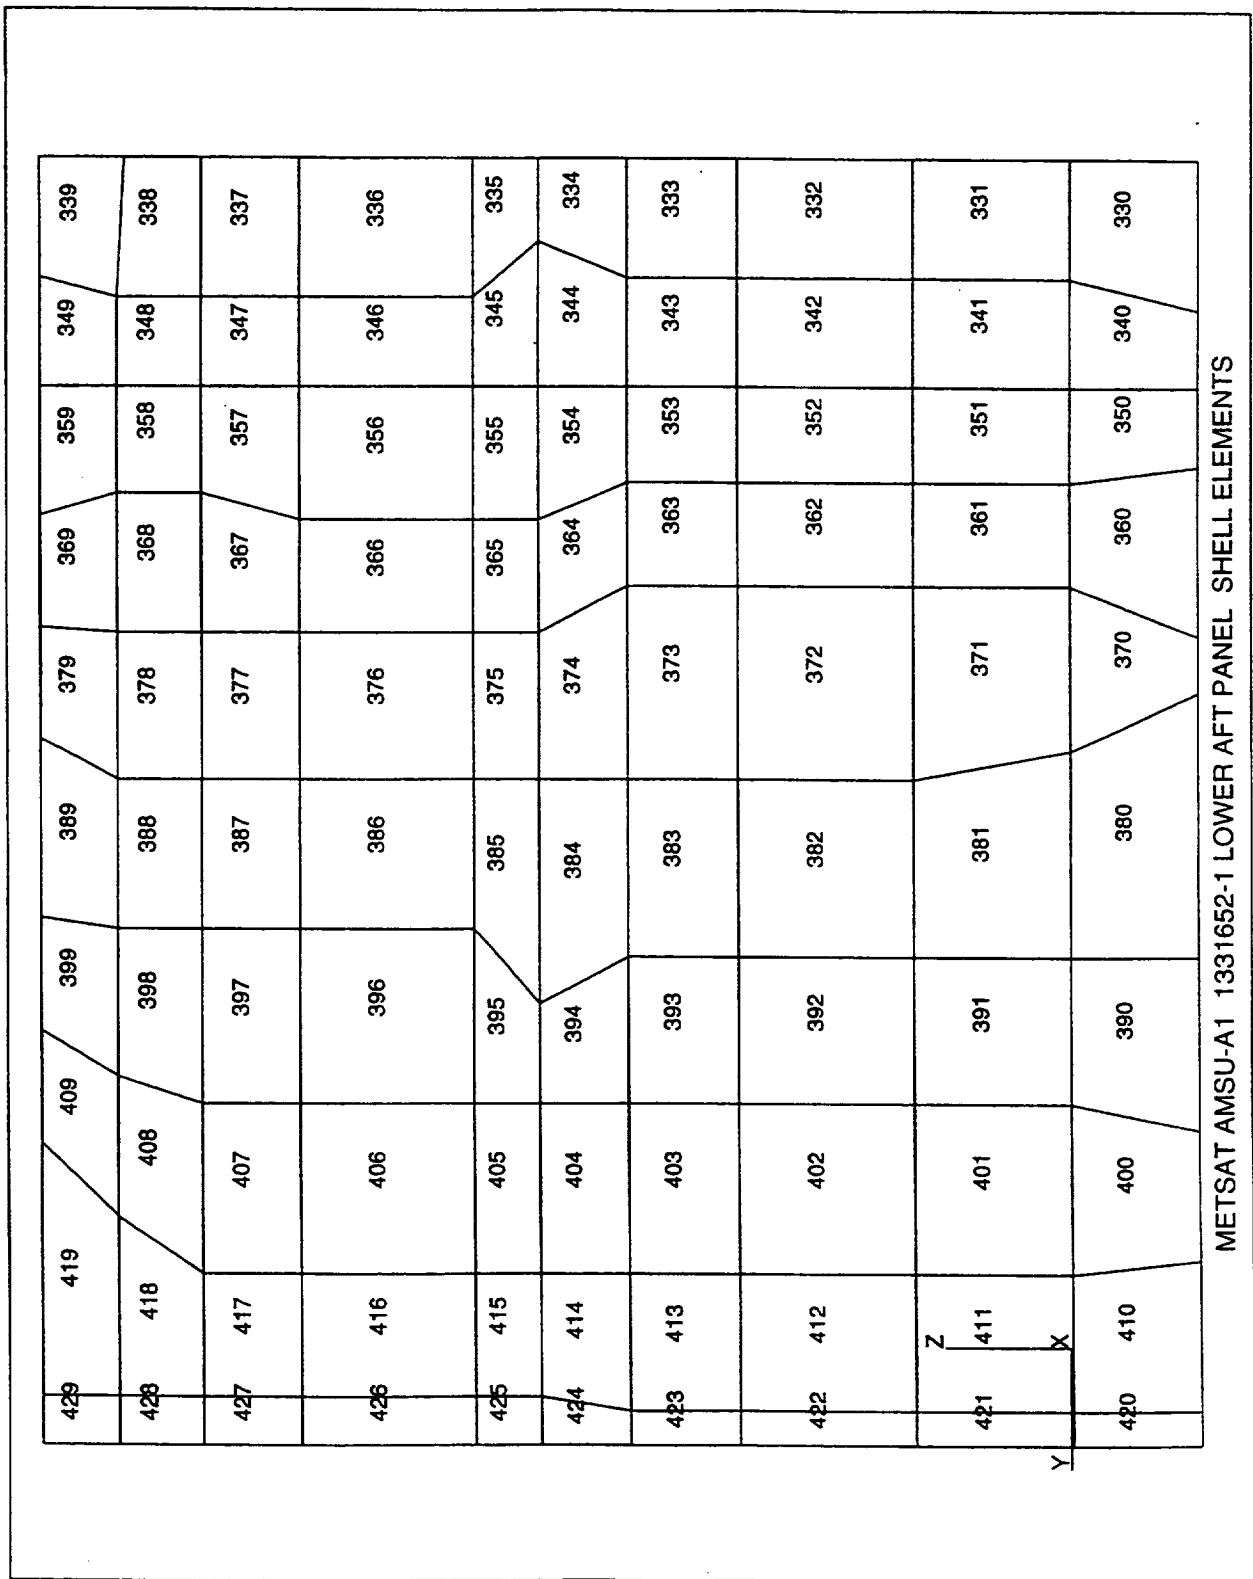 429 419 409 399 389 379 369 359 349 339
428 418 408 398 388 378 368 358 348 338
427 417 407 397 387 377 367 357 347 337
426 416 406 396 386 376 366 356 346 336
425 415 405 395 385 375 365 355 345 335
424 414 404 394 384 374 364 354 344 334
423 413 403 393 383 373 363 353 343 333
422 412 402 392 382 372 362 352 342 332
Z
421 411 401 391 381 371 361 351 341 331
Y X
420 410 400 390 380 370 360 350 340 330
METSAT AMSU-A1 1331652-1 LOWER AFT PANEL SHELL ELEMENTS